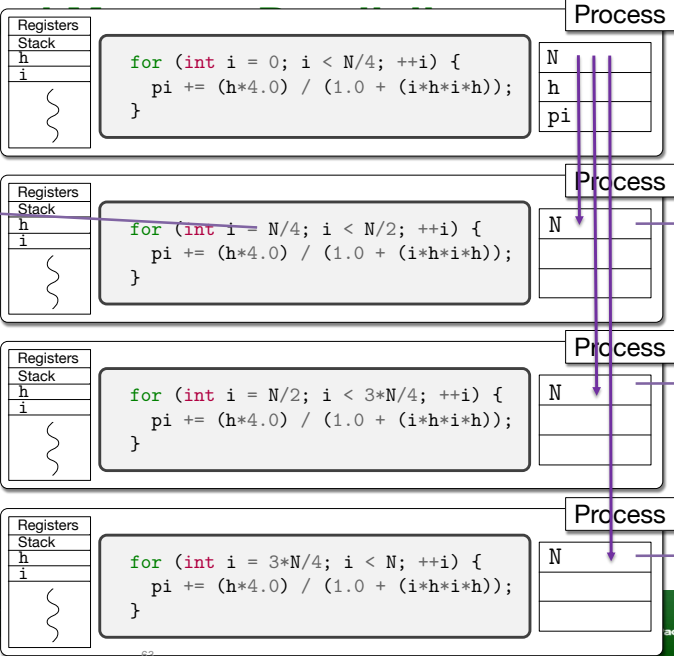 Process
Registers
Stack
h
i
for (int i = 0; i < N/4; ++i) {
pi += (h*4.0) / (1.0 + (i*h*i*h));
}
N
h
pi
Process
Registers
Stack
h
i
for (int i = N/4; i < N/2; ++i) {
pi += (h*4.0) / (1.0 + (i*h*i*h));
}
N
Process
Registers
Stack
h
i
for (int i = N/2; i < 3*N/4; ++i) {
pi += (h*4.0) / (1.0 + (i*h*i*h));
}
N
Process
Registers
Stack
h
i
for (int i = 3*N/4; i < N; ++i) {
pi += (h*4.0) / (1.0 + (i*h*i*h));
}
N